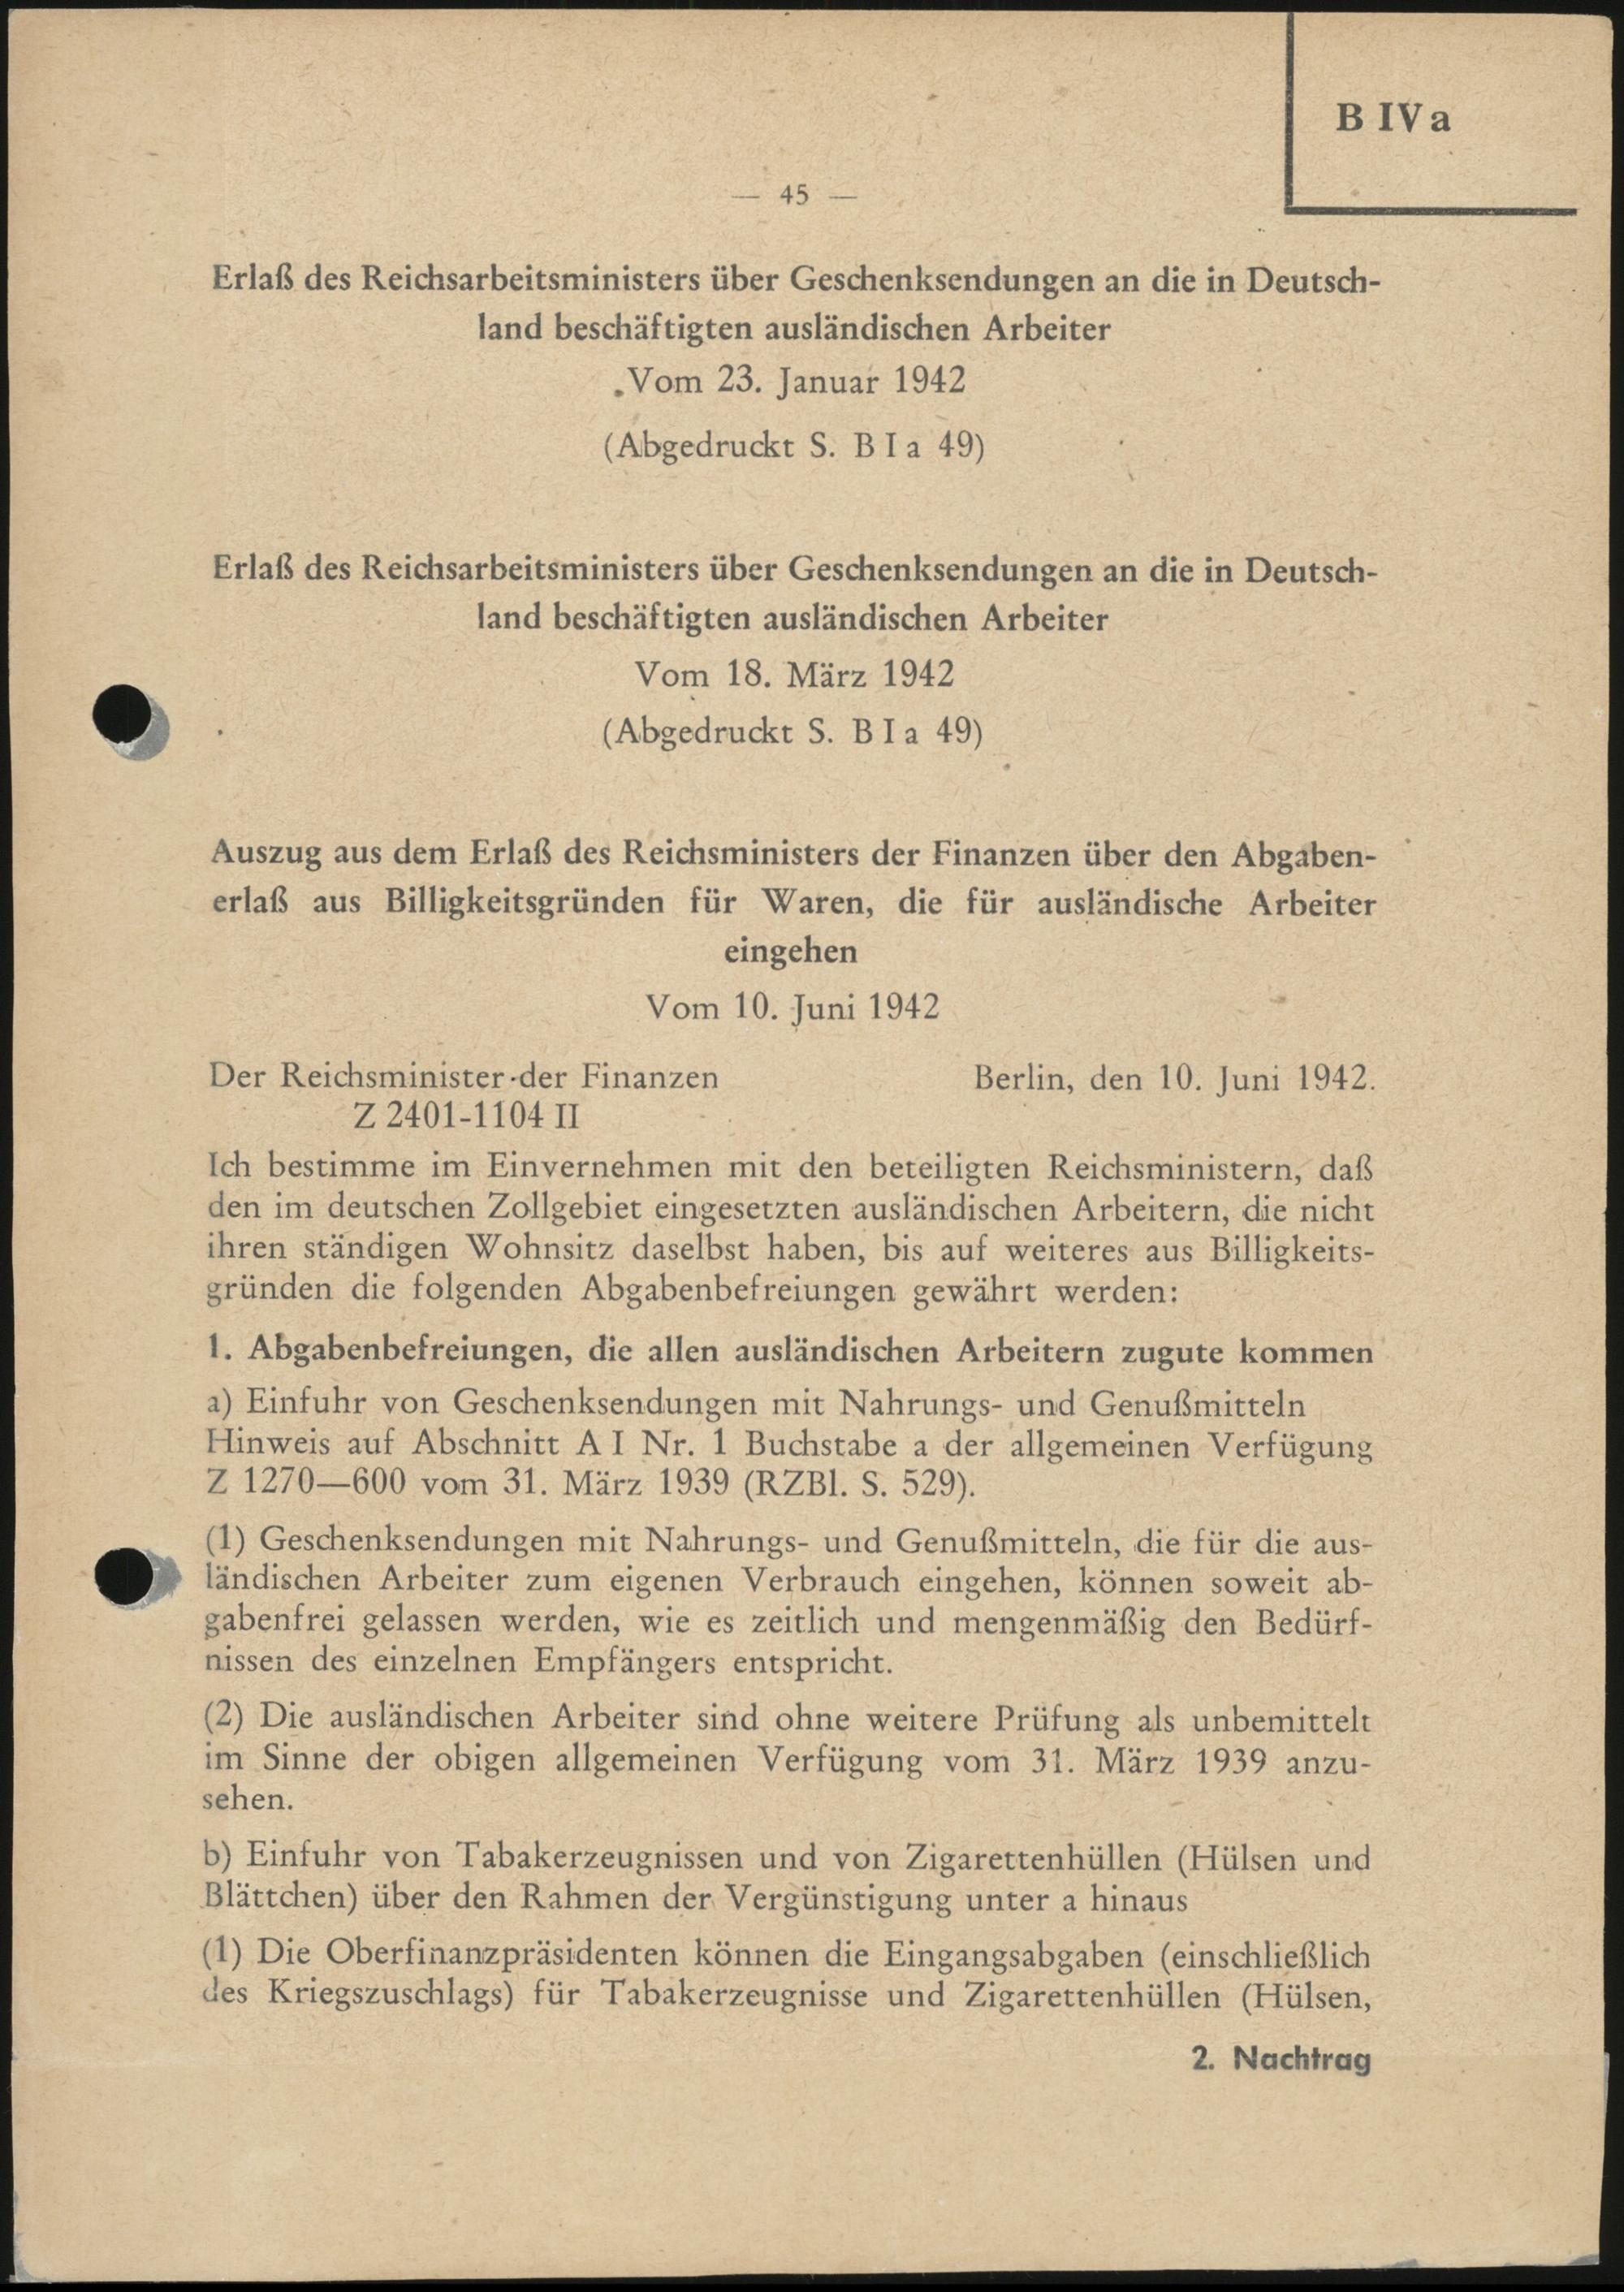 B IVa
— 45 —
Erlaß des Reichsarbeitsministers über Geschenksendungen an die in Deutsch-
land beschäftigten ausländischen Arbeiter
Vom 23. Januar 1942
(Abgedruckt S. B I a 49)
Erlaß des Reichsarbeitsministers über Geschenksendungen an die in Deutsch-
land beschäftigten ausländischen Arbeiter
Vom 18. März 1942
(Abgedruckt S. B I a 49)
Auszug aus dem Erlaß des Reichsministers der Finanzen über den Abgaben-
erlaß aus Billigkeitsgründen für Waren, die für ausländische Arbeiter
eingehen
Vom 10. Juni 1942
Der Reichsminister der Finanzen Berlin, den 10. Juni 1942.
Z 2401-1104 II
Ich bestimme im Einvernehmen mit den beteiligten Reichsministern, daß
den im deutschen Zollgebiet eingesetzten ausländischen Arbeitern, die nicht
ihren ständigen Wohnsitz daselbst haben, bis auf weiteres aus Billigkeits-
gründen die folgenden Abgabenbefreiungen gewährt werden:
1. Abgabenbefreiungen, die allen ausländischen Arbeitern zugute kommen
a) Einfuhr von Geschenksendungen mit Nahrungs- und Genußmitteln
Hinweis auf Abschnitt A I Nr. 1 Buchstabe a der allgemeinen Verfügung
Z 1270—600 vom 31. März 1939 (RZBl. S. 529).
(1) Geschenksendungen mit Nahrungs- und Genußmitteln, die für die aus-
ländischen Arbeiter zum eigenen Verbrauch eingehen, können soweit ab-
gabenfrei gelassen werden, wie es zeitlich und mengenmäßig den Bedürf-
nissen des einzelnen Empfängers entspricht.
(2) Die ausländischen Arbeiter sind ohne weitere Prüfung als unbemittelt
im Sinne der obigen allgemeinen Verfügung vom 31. März 1939 anzu-
sehen.
b) Einfuhr von Tabakerzeugnissen und von Zigarettenhüllen (Hülsen und
Blättchen) über den Rahmen der Vergünstigung unter a hinaus
(1) Die Oberfinanzpräsidenten können die Eingangsabgaben (einschließlich
des Kriegszuschlags) für Tabakerzeugnisse und Zigarettenhüllen (Hülsen,
2. Nachtrag